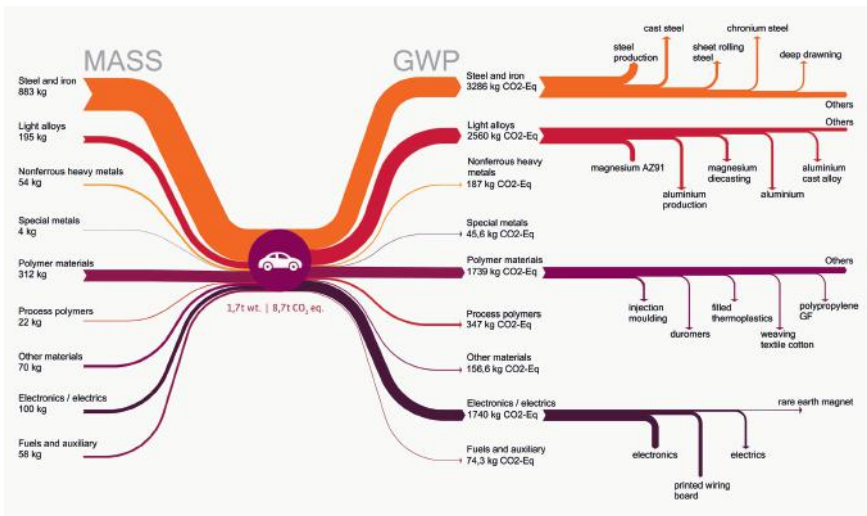 MASS
Steel and iron
883 kg
Light alloys
195 kg
Nonferrous heavy metals
54 kg
Special metals
4 kg
Polymer materials
312 kg
Process polymers
22 kg
Other materials
70 kg
Electronics / electrics
100 kg
Fuels and auxiliary
58 kg
1,7t wt. | 8,7t CO₂ eq.
GWP
Steel and iron
3286 kg CO2-Eq
Light alloys
2560 kg CO2-Eq
Nonferrous heavy
metals
187 kg CO2-Eq
Special metals
45,6 kg CO2-Eq
Polymer materials
1739 kg CO2-Eq
Process polymers
347 kg CO2-Eq
Other materials
156,6 kg CO2-Eq
Electronics / electrics
1740 kg CO2-Eq
Fuels and auxiliary
74,3 kg CO2-Eq
steel
production
cast steel
sheet rolling
steel
chronium steel
deep drawning
Others
Others
magnesium AZ91
aluminium
production
magnesium
diecasting
aluminium
aluminium
cast alloy
Others
injection
moulding
duromers
filled
thermoplastics
weaving
textile cotton
polypropylene
GF
rare earth magnet
electronics
printed wiring
board
electrics